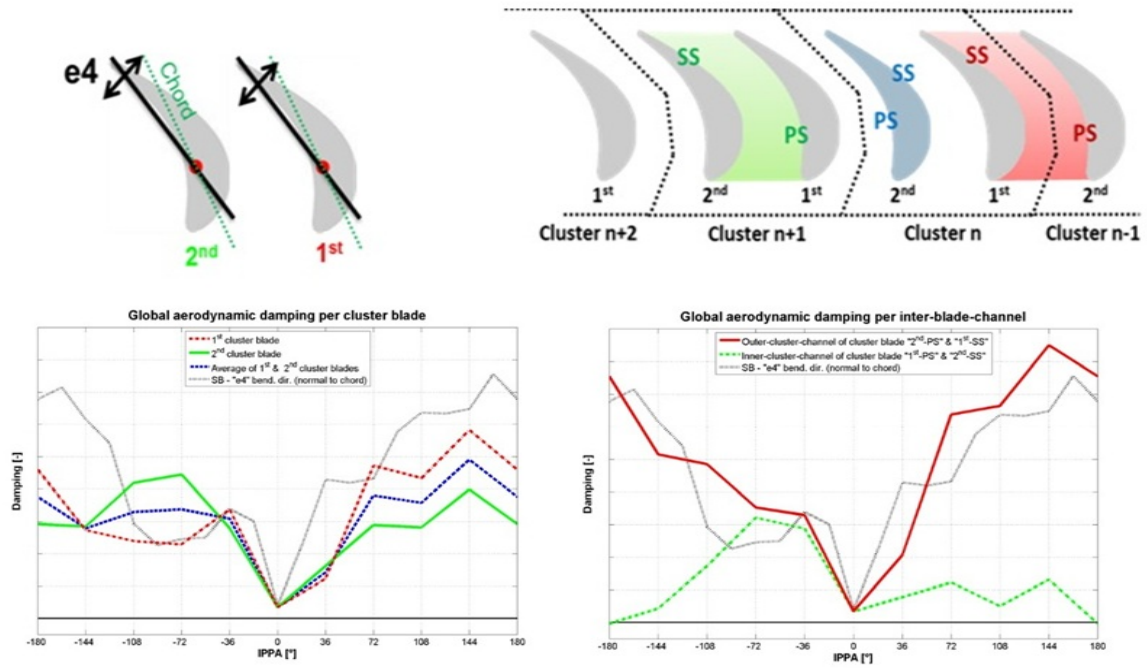 e4
Chord
2nd
1st
SS
PS
SS
PS
SS
PS
1st
2nd
1st
2nd
1st
2nd
Cluster n+2
Cluster n+1
Cluster n
Cluster n-1
Global aerodynamic damping per cluster blade
1st cluster blade
2nd cluster blade
Average of 1st & 2nd cluster blades
SB - "e4" bend. dir. (normal to chord)
Damping [-]
-180 -144 -108 -72 -36 0 36 72 108 144 180
IPPA [°]
Global aerodynamic damping per inter-blade-channel
Outer-cluster-channel of cluster blade "2nd-PS" & "1st-SS"
Inner-cluster-channel of cluster blade "1st-PS" & "2nd-SS"
SB - "e4" bend. dir. (normal to chord)
Damping [-]
-180 -144 -108 -72 -36 0 36 72 108 144 180
IPPA [°]